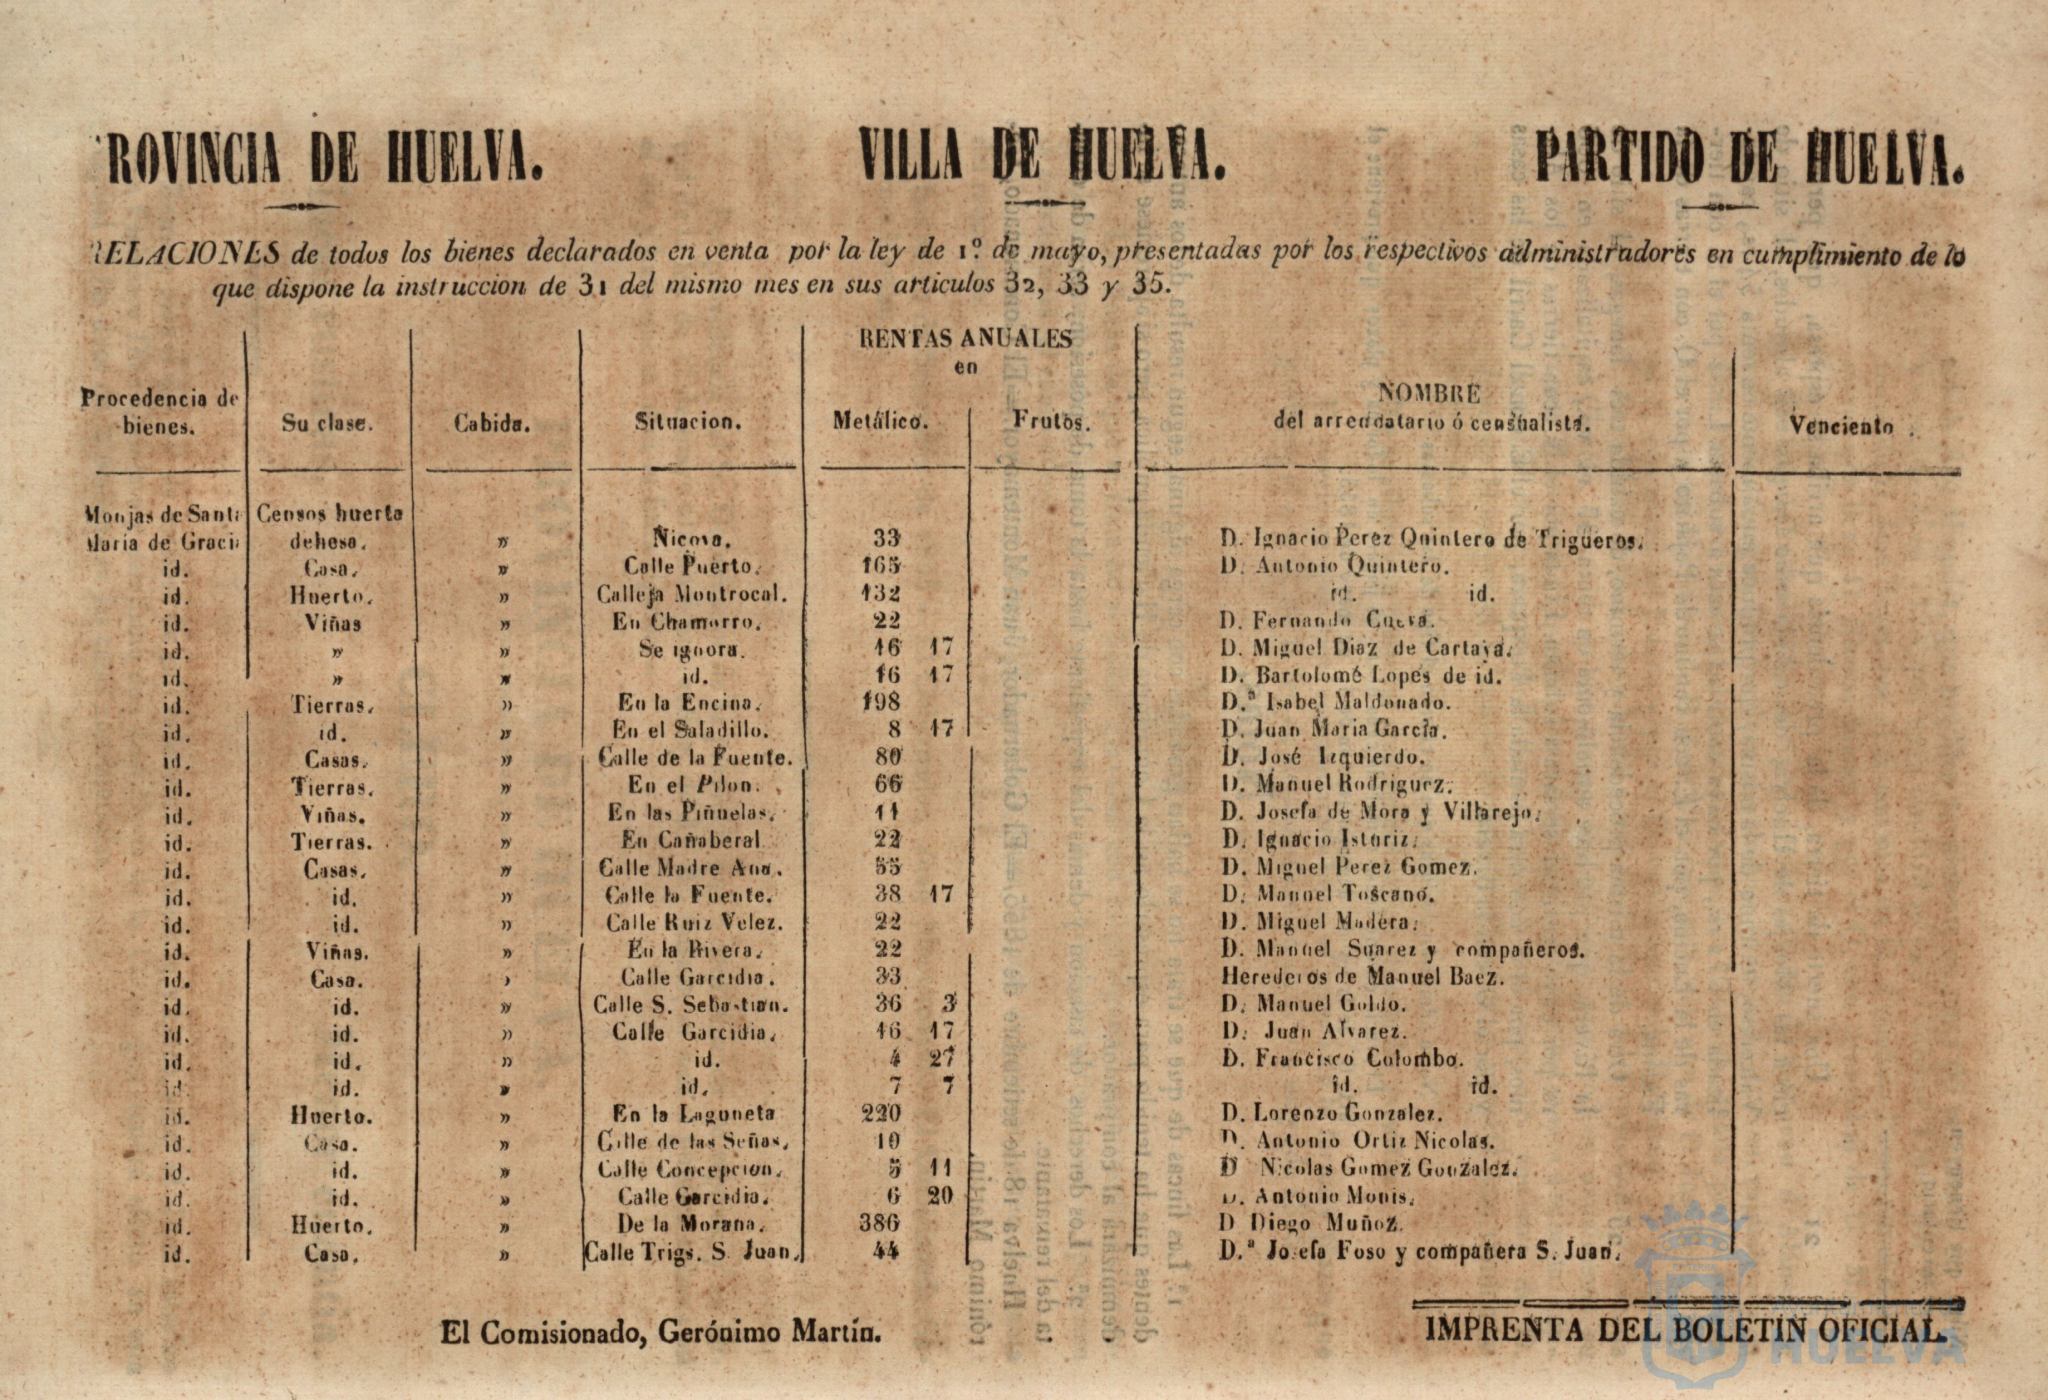 ROVINCIA DE HUELVA. VILLA DE HUELVA. PARTIDO DE HUELVA.
RELACIONES de todos los bienes declarados en venta por la ley de 1º. de mayo, presentadas por los respectivos administradores en cumplimiento de lo
que dispone la instruccion de 31 del mismo mes en sus articulos 32, 33 y 35.
RENTAS ANUALES
en
Procedencia de bienes. Su clase. Cabida. Situacion. Metálico. Frutos. NOMBRE del arrendatario ó censualista. Venciento .
Monjas de Santa Censos huerta
Maria de Gracia dehesa. » 33 D. Ignacio Perez Quintero de Trigueros.
id. Casa. » Calle Puerto. 165 D. Antonio Quintero.
id. Huerto. » Calleja Montrocal. 132 id. id.
id. Viñas » En Chamorro. 22 D. Fernando Cueva.
id. » » Se ignora. 16 17 D. Miguel Diaz de Cartaya.
id. » » id. 16 17 D. Bartolomé Lopes de id.
id. Tierras. » En la Encina. 198 D.ª Isabel Maldonado.
id. id. » En el Saladillo. 8 17 D. Juan Maria García.
id. Casas. » Calle de la Fuente. 80 D. José Izquierdo.
id. Tierras. » En el Pilon. 66 D. Manuel Rodriguez.
id. Viñas. » En las Piñuelas. 11 D. Josefa de Mora y Villarejo.
id. Tierras. » En Cañaberal 22 D. Ignacio Isturiz.
id. Casas. » Calle Madre Ana. 55 D. Miguel Perez Gomez.
id. id. » Calle la Fuente. 38 17 D. Manuel Toscano.
id. id. » Calle Ruiz Velez. 22 D. Miguel Madera.
id. Viñas. » En la Rivera. 22 D. Manuel Suarez y compañeros.
id. Casa. » Calle Garcidia. 33 Herederos de Manuel Baez.
id. id. » Calle S. Sebastian. 36 3 D. Manuel Goldo.
id. id. » Calle Garcidia. 16 17 D. Juan Alvarez.
id. id. » id. 4 27 D. Francisco Colombo.
id. id. » id. 7 7 id. id.
id. Huerto. » En la Laguneta 220 D. Lorenzo Gonzalez.
id. Casa. » Calle de las Señas. 10 D. Antonio Ortiz Nicolas.
id. id. » Calle Concepcion. 5 11 D Nicolas Gomez Gonzalez.
id. id. » Calle Garcidia. 6 20 D. Antonio Monis.
id. Huerto. » De la Morana. 386 D Diego Muñoz.
id. Casa. » Calle Trigs. S. Juan. 44 D.ª Josefa Foso y compañera S. Juan.
El Comisionado, Gerónimo Martín.
IMPRENTA DEL BOLETIN OFICIAL.
HUELVA